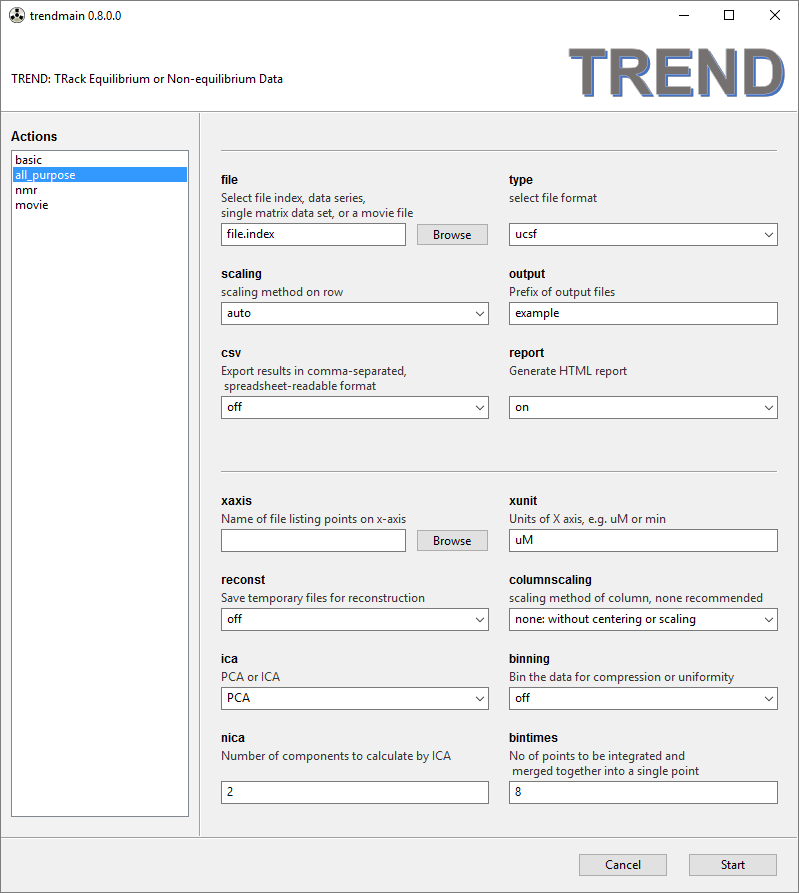 trendmain 0.8.0.0
TREND: TRack Equilibrium or Non-equilibrium Data
TREND
Actions
basic
all_purpose
nmr
movie
file
Select file index, data series,
single matrix data set, or a movie file
file.index
Browse
type
select file format
ucsf
scaling
scaling method on row
auto
output
Prefix of output files
example
csv
Export results in comma-separated,
spreadsheet-readable format
off
report
Generate HTML report
on
xaxis
Name of file listing points on x-axis
Browse
xunit
Units of X axis, e.g. uM or min
uM
reconst
Save temporary files for reconstruction
off
columnscaling
scaling method of column, none recommended
none: without centering or scaling
ica
PCA or ICA
PCA
binning
Bin the data for compression or uniformity
off
nica
Number of components to calculate by ICA
2
bintimes
No of points to be integrated and
merged together into a single point
8
Cancel
Start